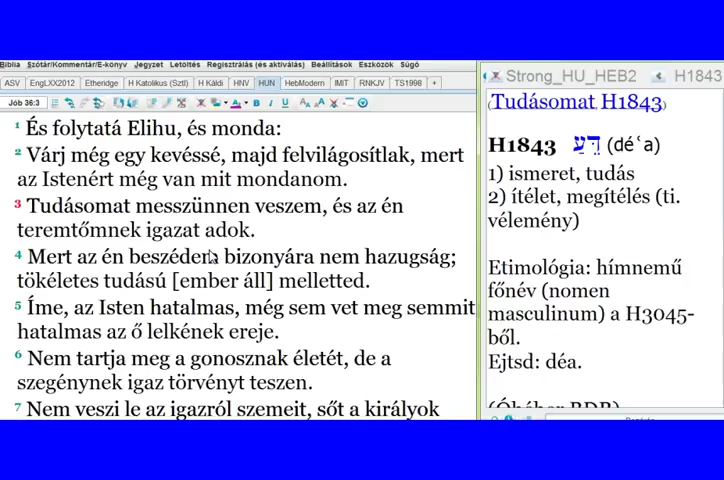 Biblia Szótár/Kommentár/E-könyv Jegyzet Letöltés Regisztrálás (és aktiválás) Beállítások Eszközök Súgó
ASV EngLXX2012 Etheridge H Katolikus (Sztl) H Káldi HNV HUN HebModern IMIT RNKJV TS1998 +
Jób 36:3
1 És folytatá Elihu, és monda:
2 Várj még egy kevéssé, majd felvilágosítlak, mert
az Istenért még van mit mondanom.
3 Tudásomat messzünnen veszem, és az én
teremtőmnek igazat adok.
4 Mert az én beszédem bizonyára nem hazugság;
tökéletes tudású [ember áll] melletted.
5 Íme, az Isten hatalmas, még sem vet meg semmit
hatalmas az ő lelkének ereje.
6 Nem tartja meg a gonosznak életét, de a
szegénynek igaz törvényt teszen.
7 Nem veszi le az igazról szemeit, sőt a királyok
Strong_HU_HEB2 H1843
(Tudásomat H1843)
H1843 דֵּעַ (déʿa)
1) ismeret, tudás
2) ítélet, megítélés (ti.
vélemény)
Etimológia: hímnemű
főnév (nomen
masculinum) a H3045-
ből.
Ejtsd: déa.
(Óhéber BDB)